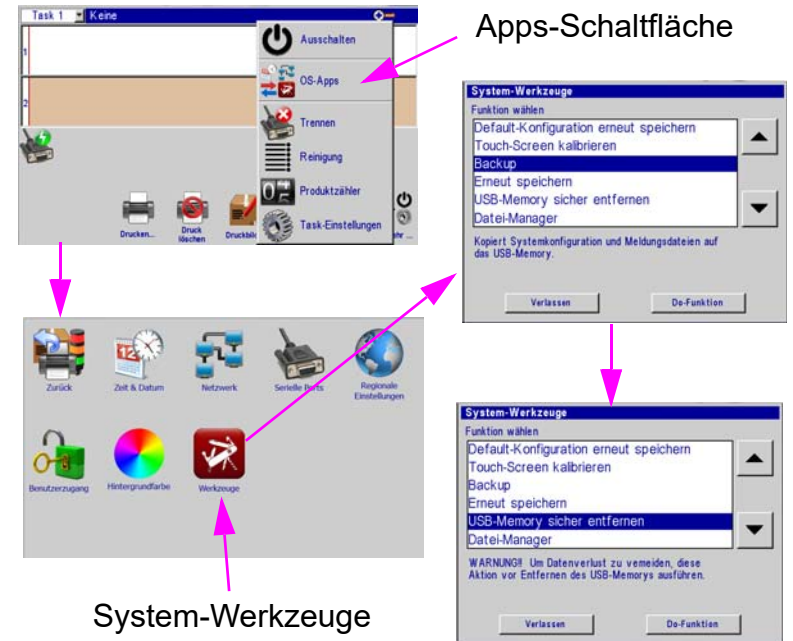 Task 1 Keine
Ausschalten
OS-Apps
Trennen
Reinigung
Produktzähler
Task-Einstellungen
1
2
Drucken...
Druck
löschen
Apps-Schaltfläche
System-Werkzeuge
Funktion wählen
Default-Konfiguration erneut speichern
Touch-Screen kalibrieren
Backup
Erneut speichern
USB-Memory sicher entfernen
Datei-Manager
Kopiert Systemkonfiguration und Meldungsdateien auf
das USB-Memory.
Verlassen Do-Funktion
Zurück Zeit & Datum Netzwerk Serielle Ports Regionale
Einstellungen
Benutzerzugang Hintergrundfarbe Werkzeuge
System-Werkzeuge
System-Werkzeuge
Funktion wählen
Default-Konfiguration erneut speichern
Touch-Screen kalibrieren
Backup
Erneut speichern
USB-Memory sicher entfernen
Datei-Manager
WARNUNG!! Um Datenverlust zu vemeiden, diese
Aktion vor Entfernen des USB-Memorys ausführen.
Verlassen Do-Funktion